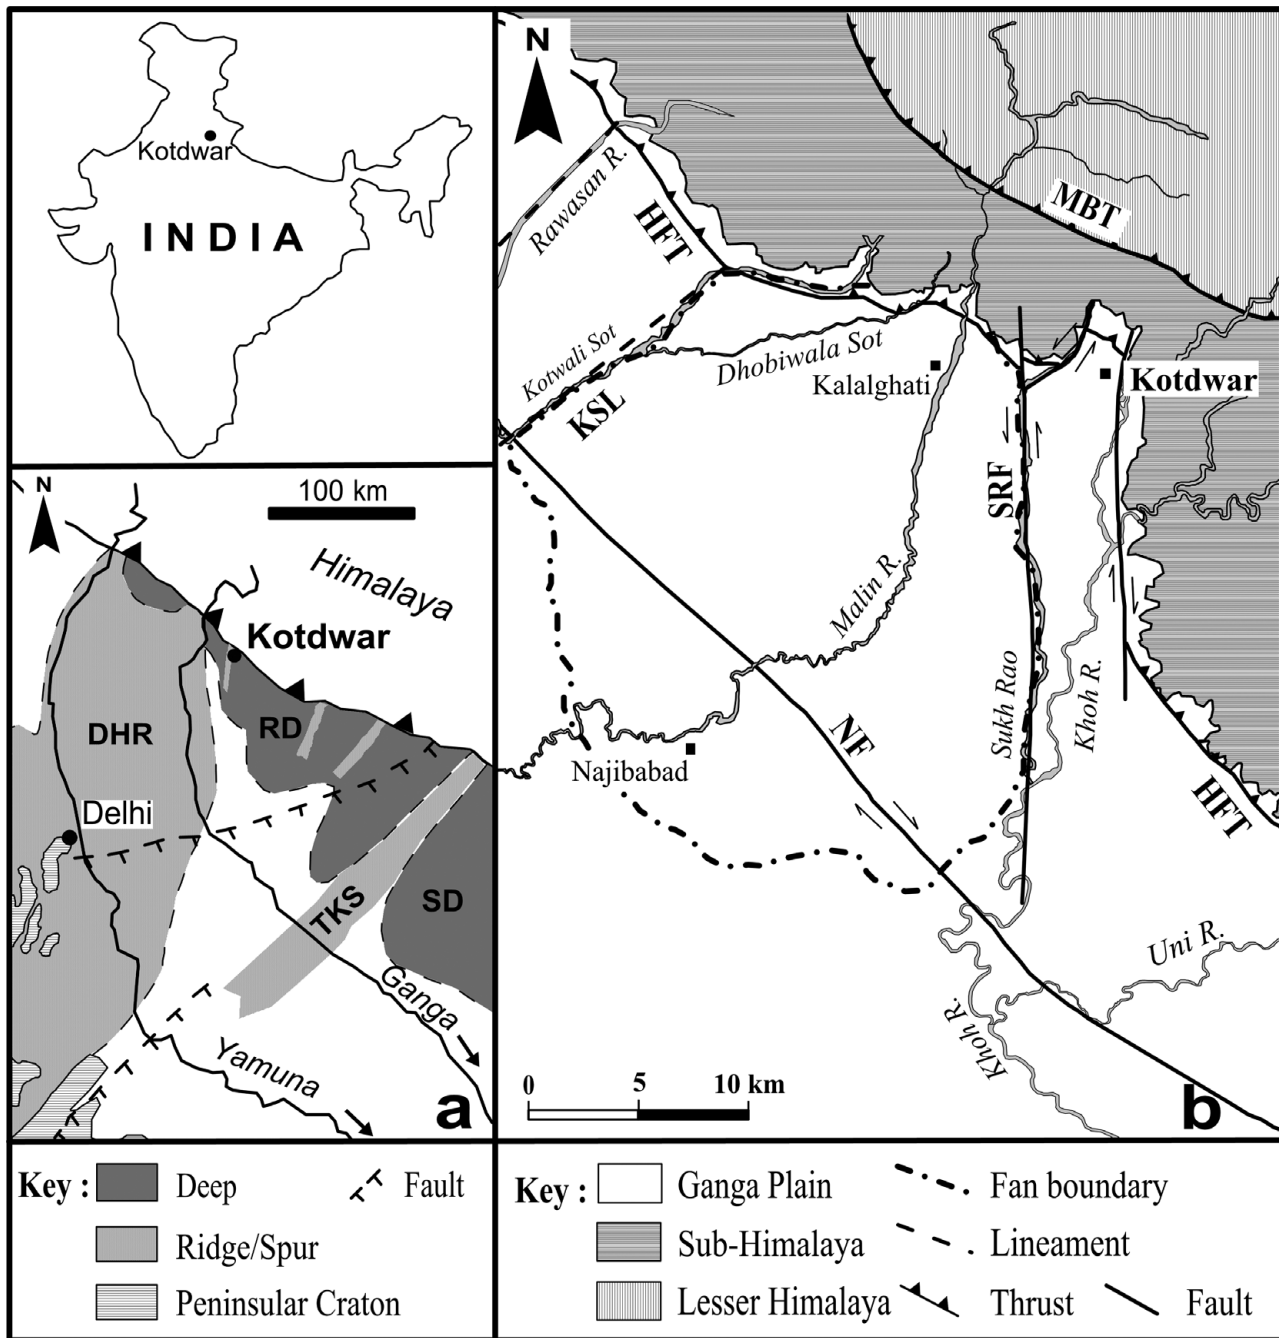 Kotdwar
INDIA
N
100 km
Himalaya
Kotdwar
DHR
RD
Delhi
TKS
SD
Ganga
Yamuna
a
Key :
Deep
Fault
Ridge/Spur
Peninsular Craton
N
Rawasan R.
HFT
MBT
Kotwali Sot
KSL
Dhobiwala Sot
Kalalghati
Kotdwar
SRF
Malin R.
Sukh Rao
Khoh R.
NF
Najibabad
HFT
Uni R.
Khoh R.
0 5 10 km
b
Key :
Ganga Plain
Fan boundary
Sub-Himalaya
Lineament
Lesser Himalaya
Thrust
Fault